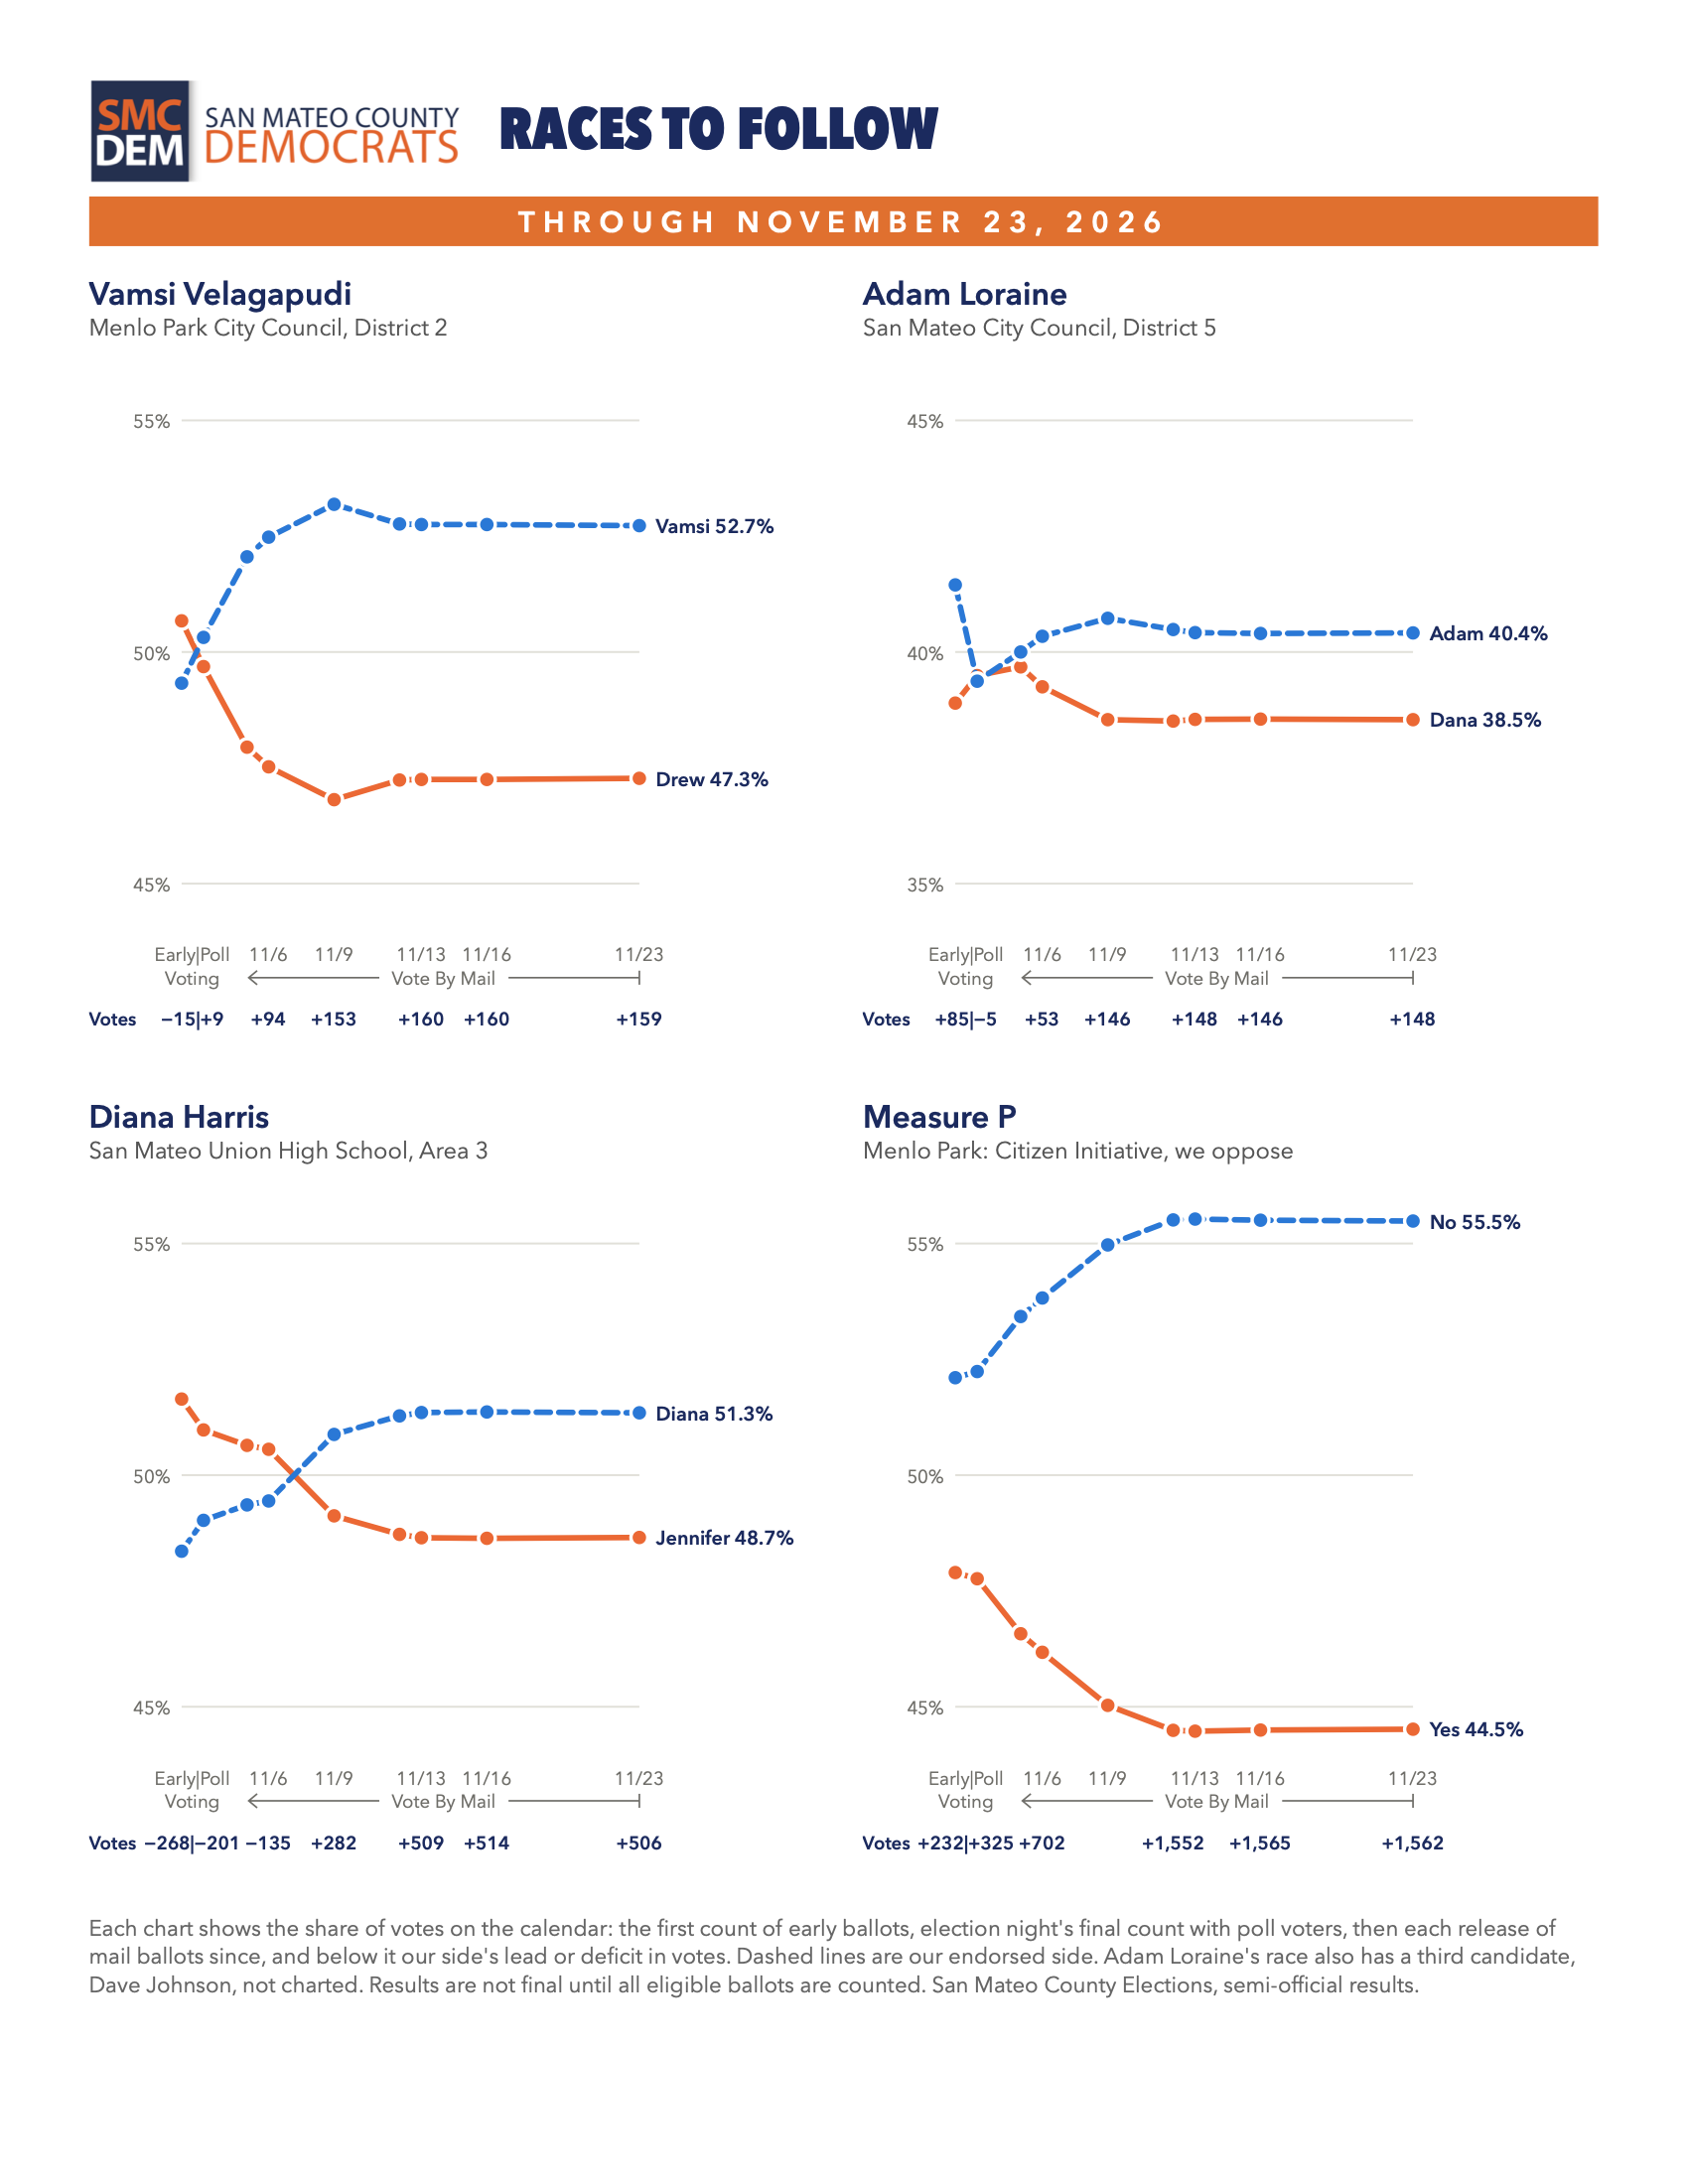 SMC
DEM
SAN MATEO COUNTY
DEMOCRATS
RACES TO FOLLOW
THROUGH NOVEMBER 23, 2026
Vamsi Velagapudi
Menlo Park City Council, District 2
55%
50%
45%
Vamsi 52.7%
Drew 47.3%
Early|Poll 11/6 11/9 11/13 11/16 11/23
Voting Vote By Mail
Votes −15|+9 +94 +153 +160 +160 +159
Adam Loraine
San Mateo City Council, District 5
45%
40%
35%
Adam 40.4%
Dana 38.5%
Early|Poll 11/6 11/9 11/13 11/16 11/23
Voting Vote By Mail
Votes +85|−5 +53 +146 +148 +146 +148
Diana Harris
San Mateo Union High School, Area 3
55%
50%
45%
Diana 51.3%
Jennifer 48.7%
Early|Poll 11/6 11/9 11/13 11/16 11/23
Voting Vote By Mail
Votes −268|−201 −135 +282 +509 +514 +506
Measure P
Menlo Park: Citizen Initiative, we oppose
55%
50%
45%
No 55.5%
Yes 44.5%
Early|Poll 11/6 11/9 11/13 11/16 11/23
Voting Vote By Mail
Votes +232|+325 +702 +1,552 +1,565 +1,562
Each chart shows the share of votes on the calendar: the first count of early ballots, election night's final count with poll voters, then each release of
mail ballots since, and below it our side's lead or deficit in votes. Dashed lines are our endorsed side. Adam Loraine's race also has a third candidate,
Dave Johnson, not charted. Results are not final until all eligible ballots are counted. San Mateo County Elections, semi-official results.